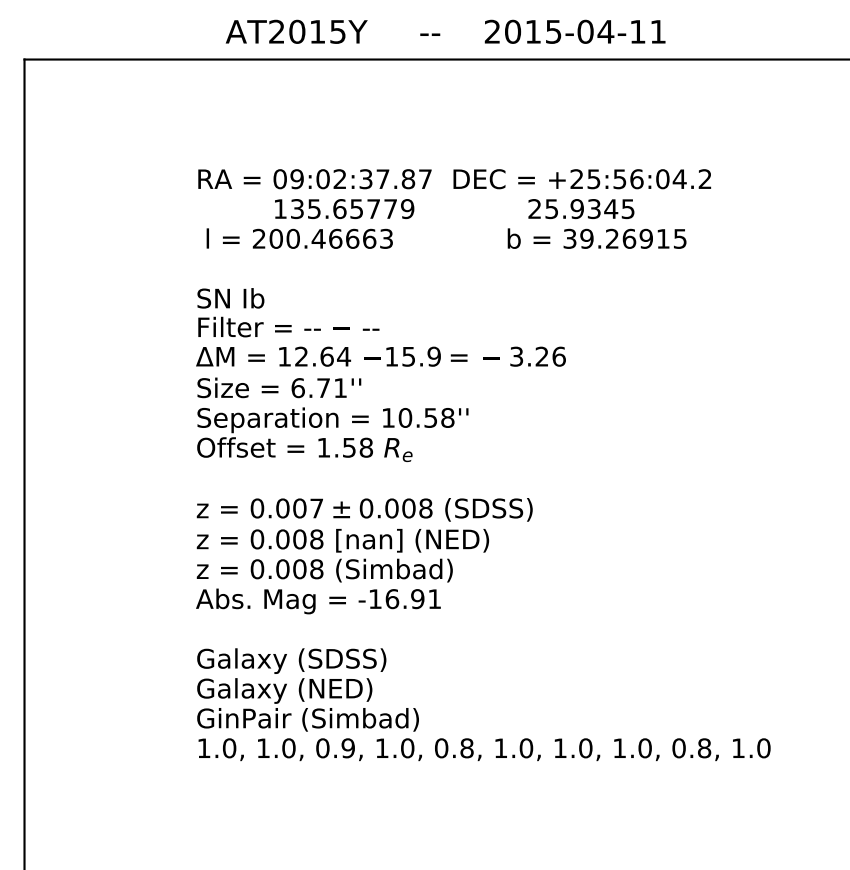 AT2015Y -- 2015-04-11
RA = 09:02:37.87 DEC = +25:56:04.2
135.65779 25.9345
l = 200.46663 b = 39.26915
SN Ib
Filter = -- − --
ΔM = 12.64 −15.9 = − 3.26
Size = 6.71''
Separation = 10.58''
Offset = 1.58 Rₑ
z = 0.007 ± 0.008 (SDSS)
z = 0.008 [nan] (NED)
z = 0.008 (Simbad)
Abs. Mag = -16.91
Galaxy (SDSS)
Galaxy (NED)
GinPair (Simbad)
1.0, 1.0, 0.9, 1.0, 0.8, 1.0, 1.0, 1.0, 0.8, 1.0